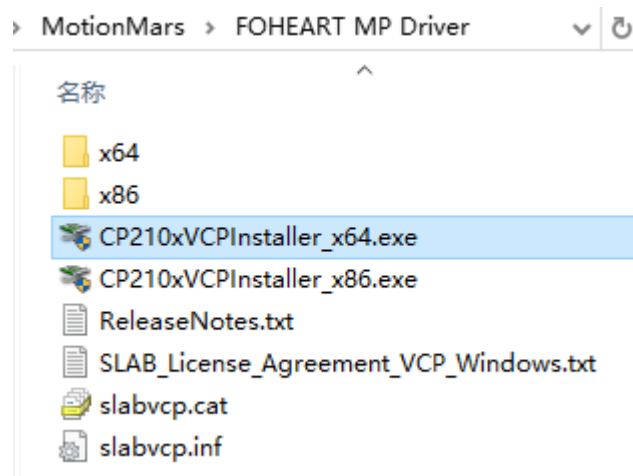 MotionMars > FOHEART MP Driver
名称
x64
x86
CP210xVCPInstaller_x64.exe
CP210xVCPInstaller_x86.exe
ReleaseNotes.txt
SLAB_License_Agreement_VCP_Windows.txt
slabvcp.cat
slabvcp.inf